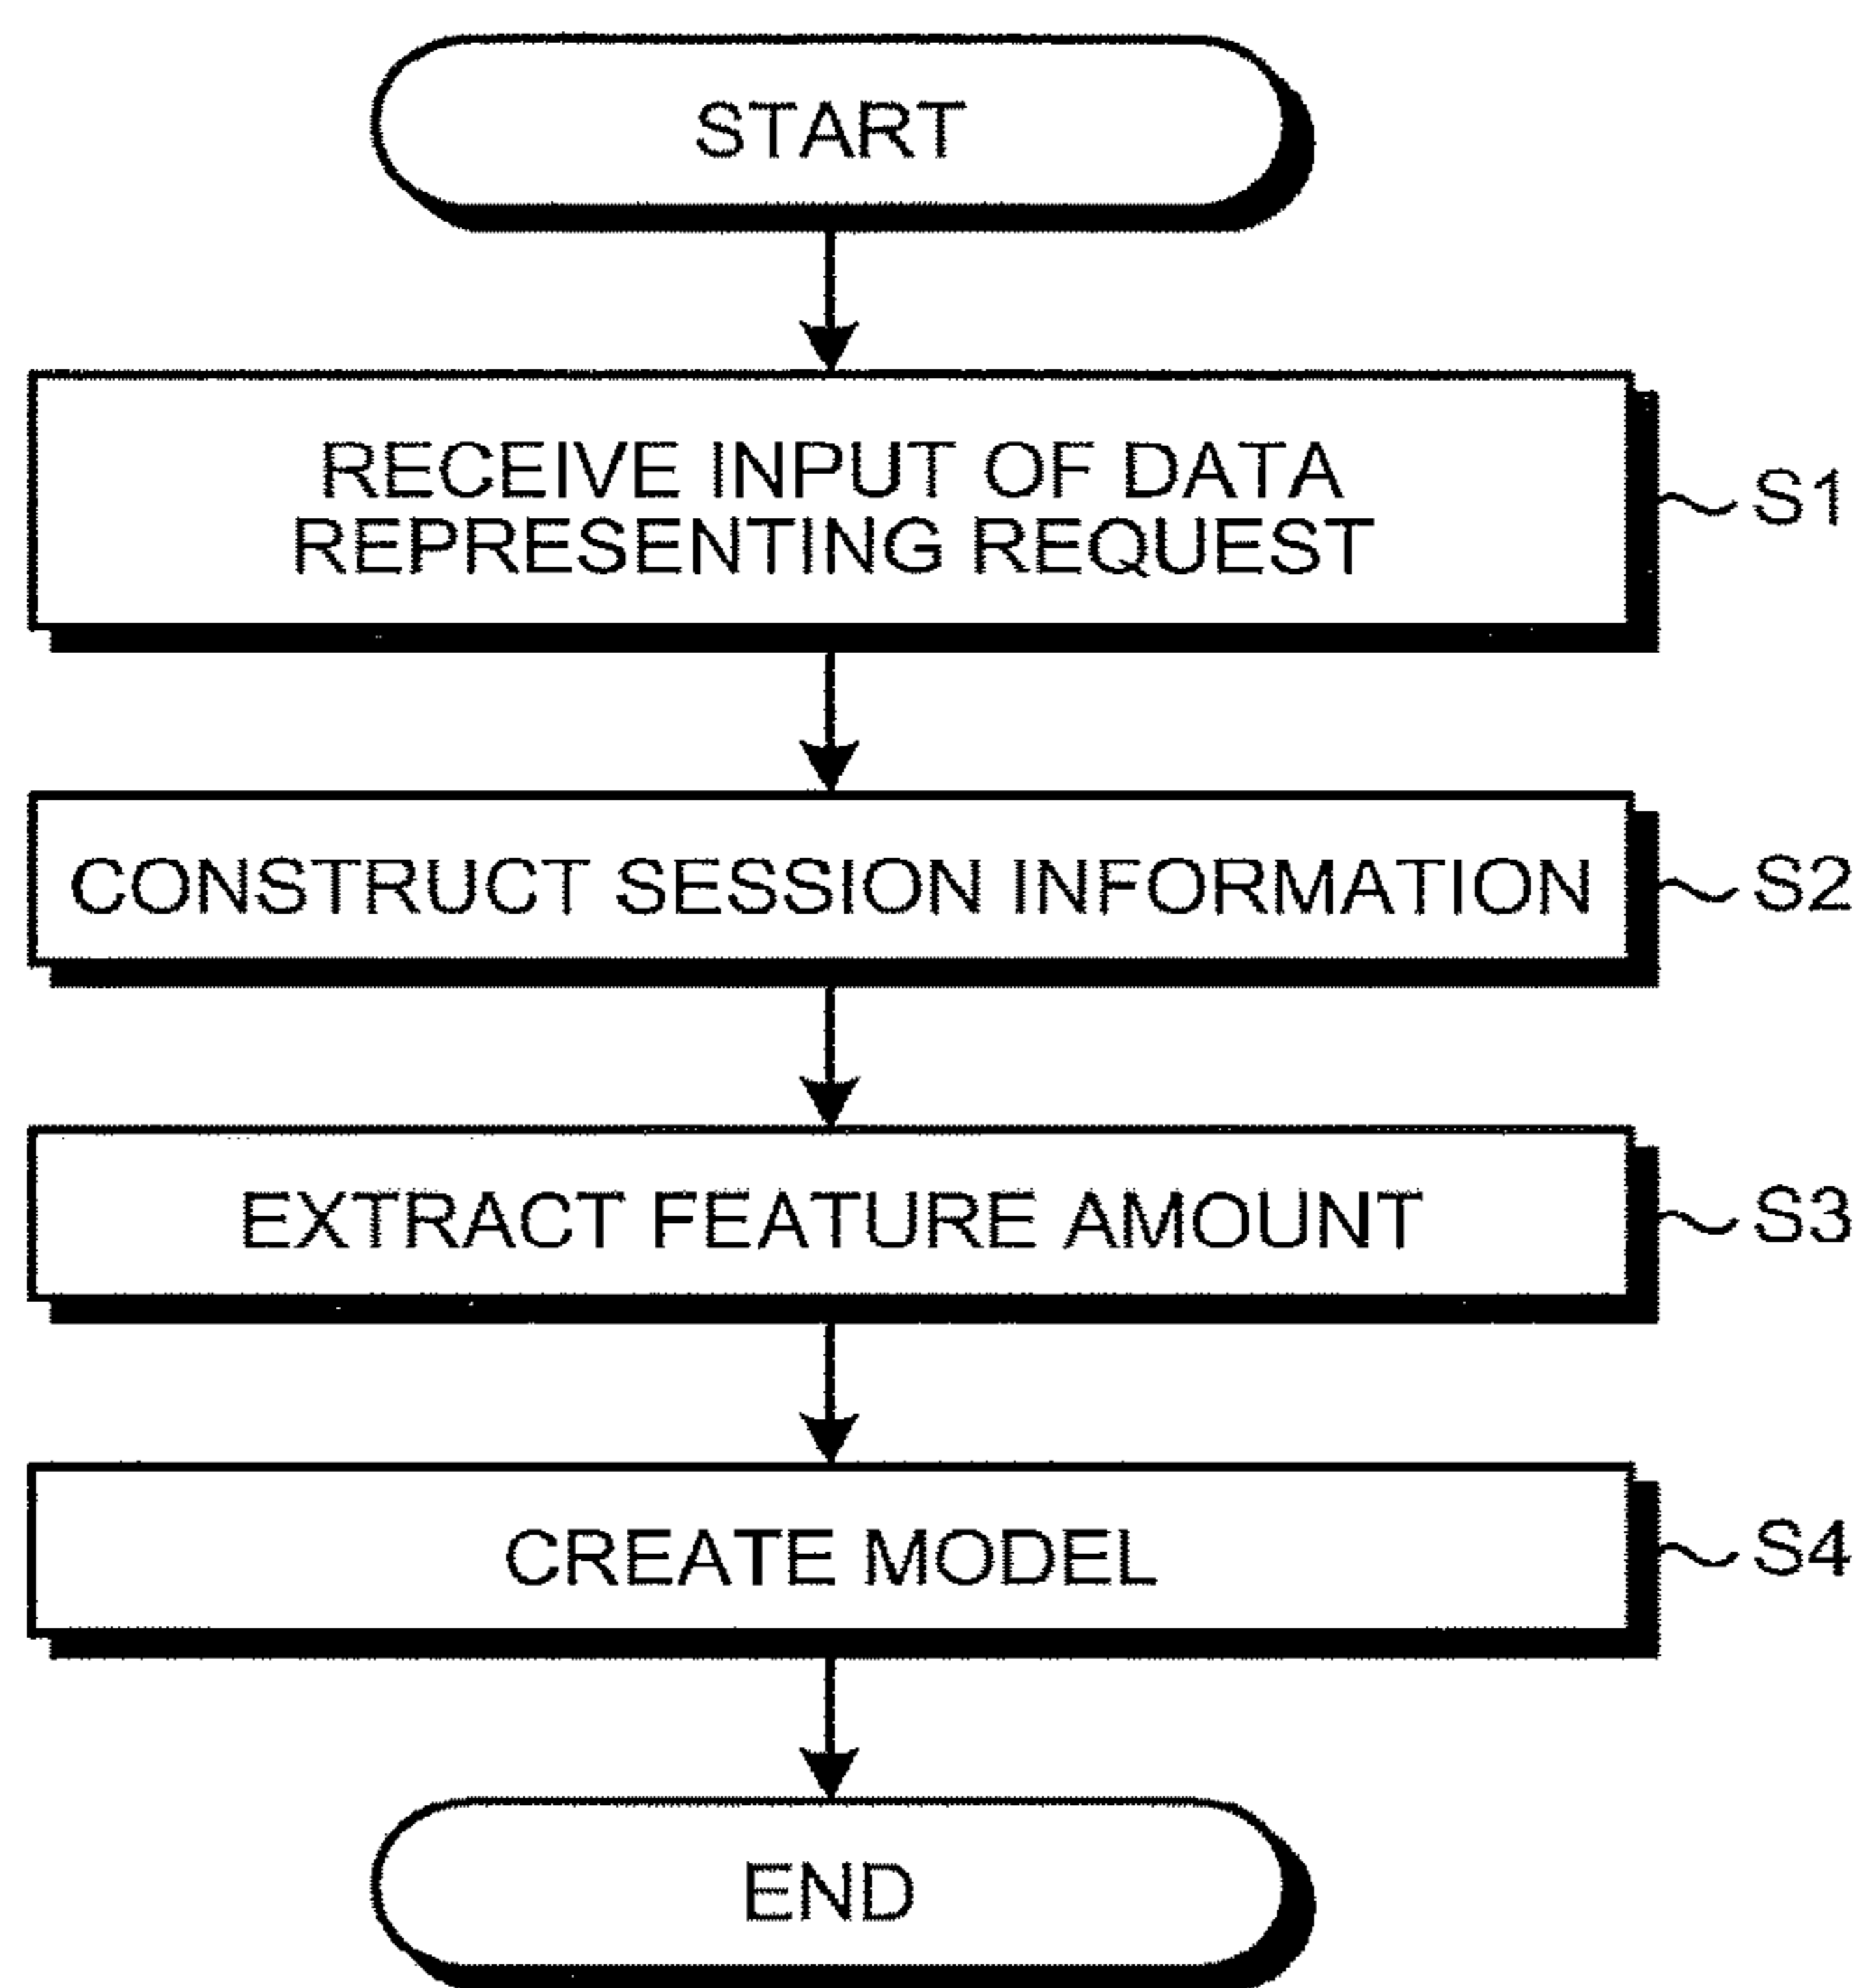 START
RECEIVE INPUT OF DATA
REPRESENTING REQUEST
S1
CONSTRUCT SESSION INFORMATION
S2
EXTRACT FEATURE AMOUNT
S3
CREATE MODEL
S4
END